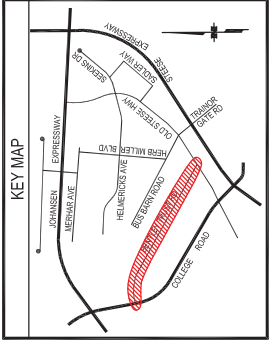 KEY MAP
JOHANSEN
EXPRESSWAY
MERHAR AVE
SEEKINS DR
HELMERICKS AVE
HERB MILLER BLVD
SADLER WAY
STEESE
EXPRESSWAY
OLD STEESE HWY
TRAINOR
GATE RD
BUS BARN ROAD
COLLEGE
ROAD